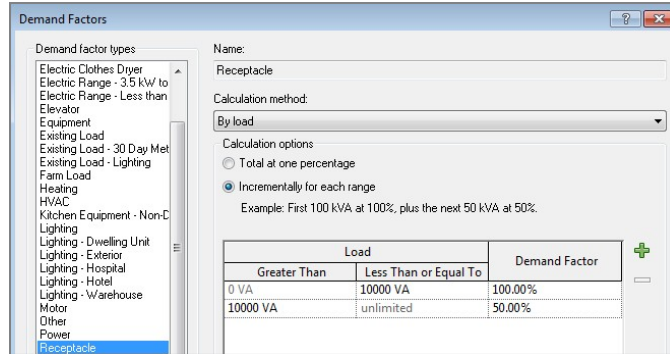 Demand Factors
Demand factor types
Electric Clothes Dryer
Electric Range - 3.5 kW to
Electric Range - Less than
Elevator
Equipment
Existing Load
Existing Load - 30 Day Met
Existing Load - Lighting
Farm Load
Heating
HVAC
Kitchen Equipment - Non-D
Lighting
Lighting - Dwelling Unit
Lighting - Exterior
Lighting - Hospital
Lighting - Hotel
Lighting - Warehouse
Motor
Other
Power
Receptacle
Name:
Receptacle
Calculation method:
By load
Calculation options
Total at one percentage
Incrementally for each range
Example: First 100 kVA at 100%, plus the next 50 kVA at 50%.
Load Demand Factor
Greater Than Less Than or Equal To
0 VA 10000 VA 100.00%
10000 VA unlimited 50.00%